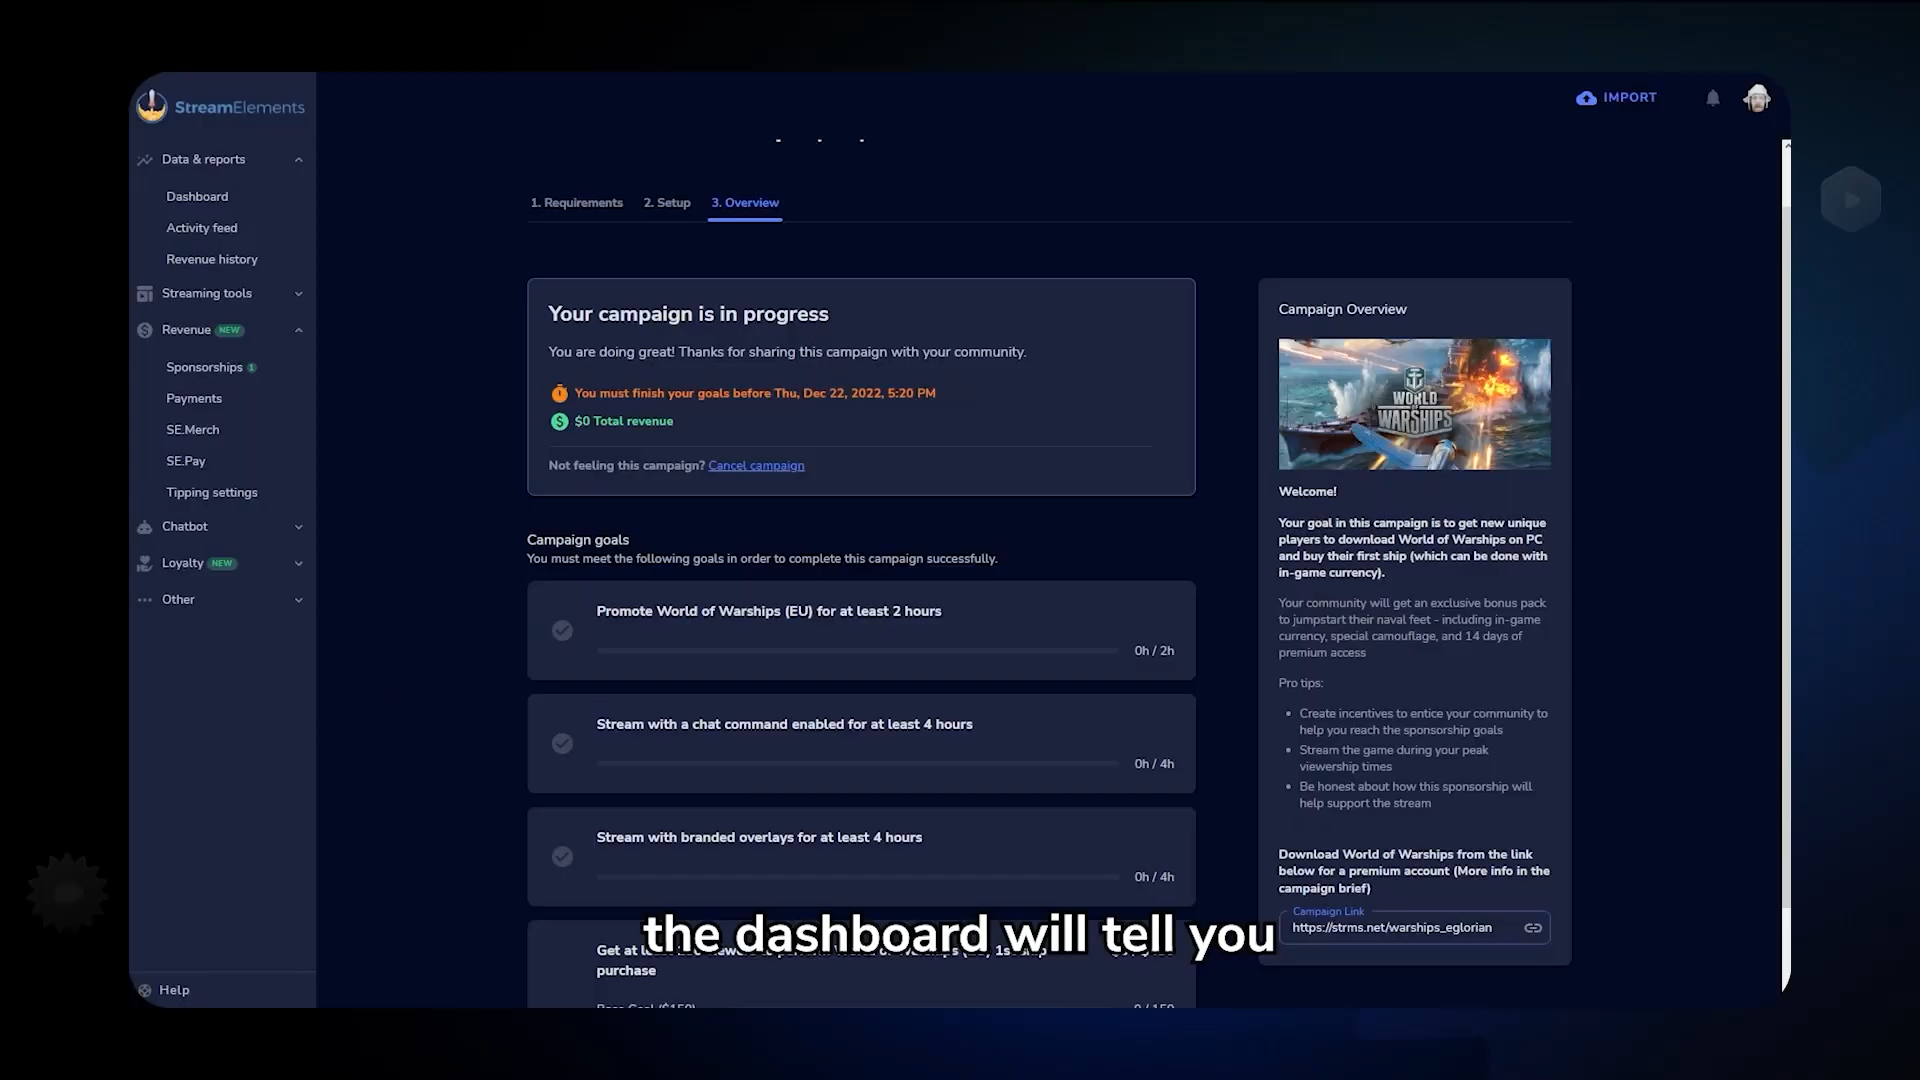 StreamElements
IMPORT
Data & reports
Dashboard
Activity feed
Revenue history
Streaming tools
Revenue NEW
Sponsorships 1
Payments
SE.Merch
SE.Pay
Tipping settings
Chatbot
Loyalty NEW
Other
Help
1. Requirements 2. Setup 3. Overview
Your campaign is in progress
You are doing great! Thanks for sharing this campaign with your community.
You must finish your goals before Thu, Dec 22, 2022, 5:20 PM
$0 Total revenue
Not feeling this campaign? Cancel campaign
Campaign goals
You must meet the following goals in order to complete this campaign successfully.
Promote World of Warships (EU) for at least 2 hours
0h / 2h
Stream with a chat command enabled for at least 4 hours
0h / 4h
Stream with branded overlays for at least 4 hours
0h / 4h
Get at
purchase
the dashboard will tell you
Campaign Overview
WORLD
OF
WARSHIPS
Welcome!
Your goal in this campaign is to get new unique
players to download World of Warships on PC
and buy their first ship (which can be done with
in-game currency).
Your community will get an exclusive bonus pack
to jumpstart their naval feet - including in-game
currency, special camouflage, and 14 days of
premium access
Pro tips:
• Create incentives to entice your community to
help you reach the sponsorship goals
• Stream the game during your peak
viewership times
• Be honest about how this sponsorship will
help support the stream
Download World of Warships from the link
below for a premium account (More info in the
campaign brief)
Campaign Link
https://strms.net/warships_eglorian